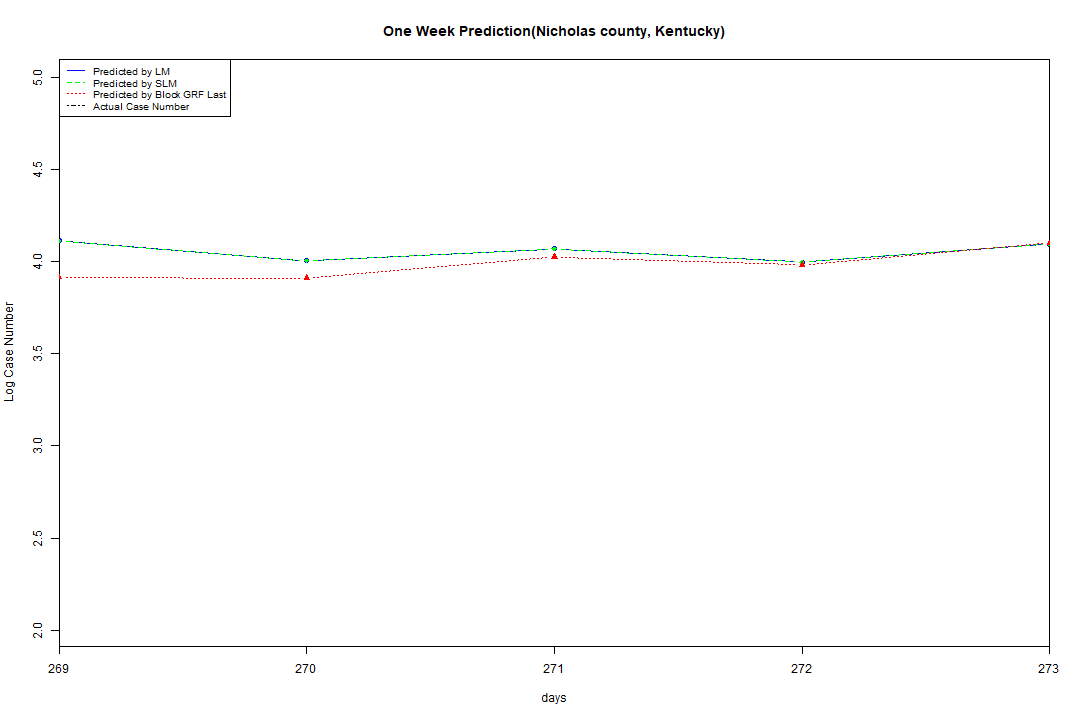 One Week Prediction(Nicholas county, Kentucky)
Predicted by LM
Predicted by SLM
Predicted by Block GRF Last
Actual Case Number
5.0
4.5
4.0
3.5
3.0
2.5
2.0
Log Case Number
269 270 271 272 273
days